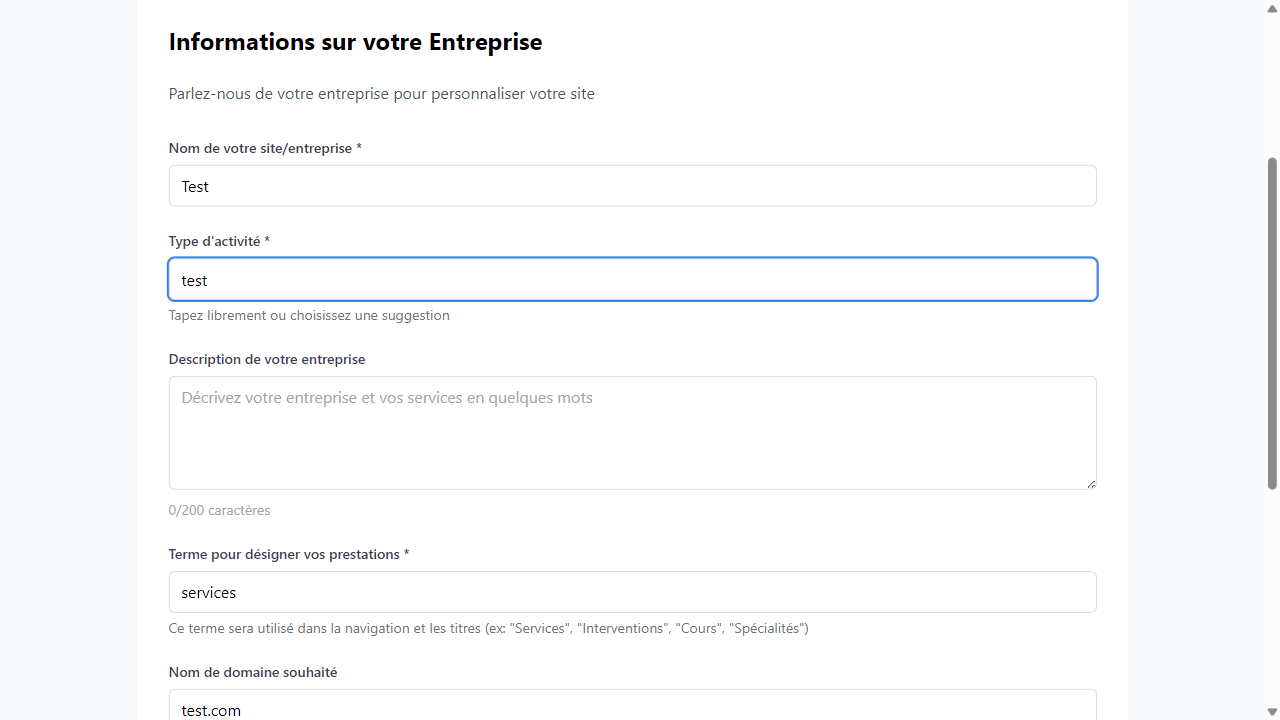 Informations sur votre Entreprise
Parlez-nous de votre entreprise pour personnaliser votre site
Nom de votre site/entreprise *
Test
Type d'activité *
test
Tapez librement ou choisissez une suggestion
Description de votre entreprise
Décrivez votre entreprise et vos services en quelques mots
0/200 caractères
Terme pour désigner vos prestations *
services
Ce terme sera utilisé dans la navigation et les titres (ex: "Services", "Interventions", "Cours", "Spécialités")
Nom de domaine souhaité
test.com